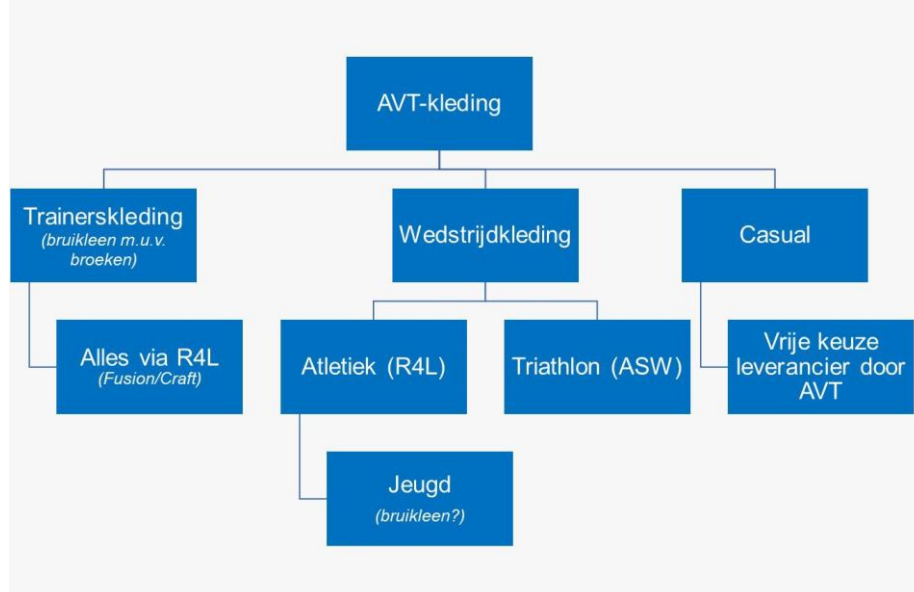 AVT-kleding
Trainerskleding
(bruikleen m.u.v.
broeken)
Wedstrijdkleding
Casual
Alles via R4L
(Fusion/Craft)
Atletiek (R4L)
Triathlon (ASW)
Vrije keuze
leverancier door
AVT
Jeugd
(bruikleen?)